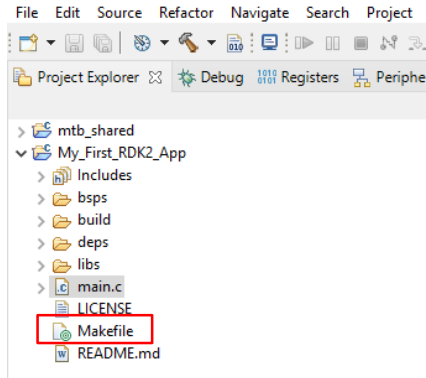 File Edit Source Refactor Navigate Search Project
Project Explorer Debug Registers Periphe
mtb_shared
My_First_RDK2_App
Includes
bsps
build
deps
libs
main.c
LICENSE
Makefile
README.md